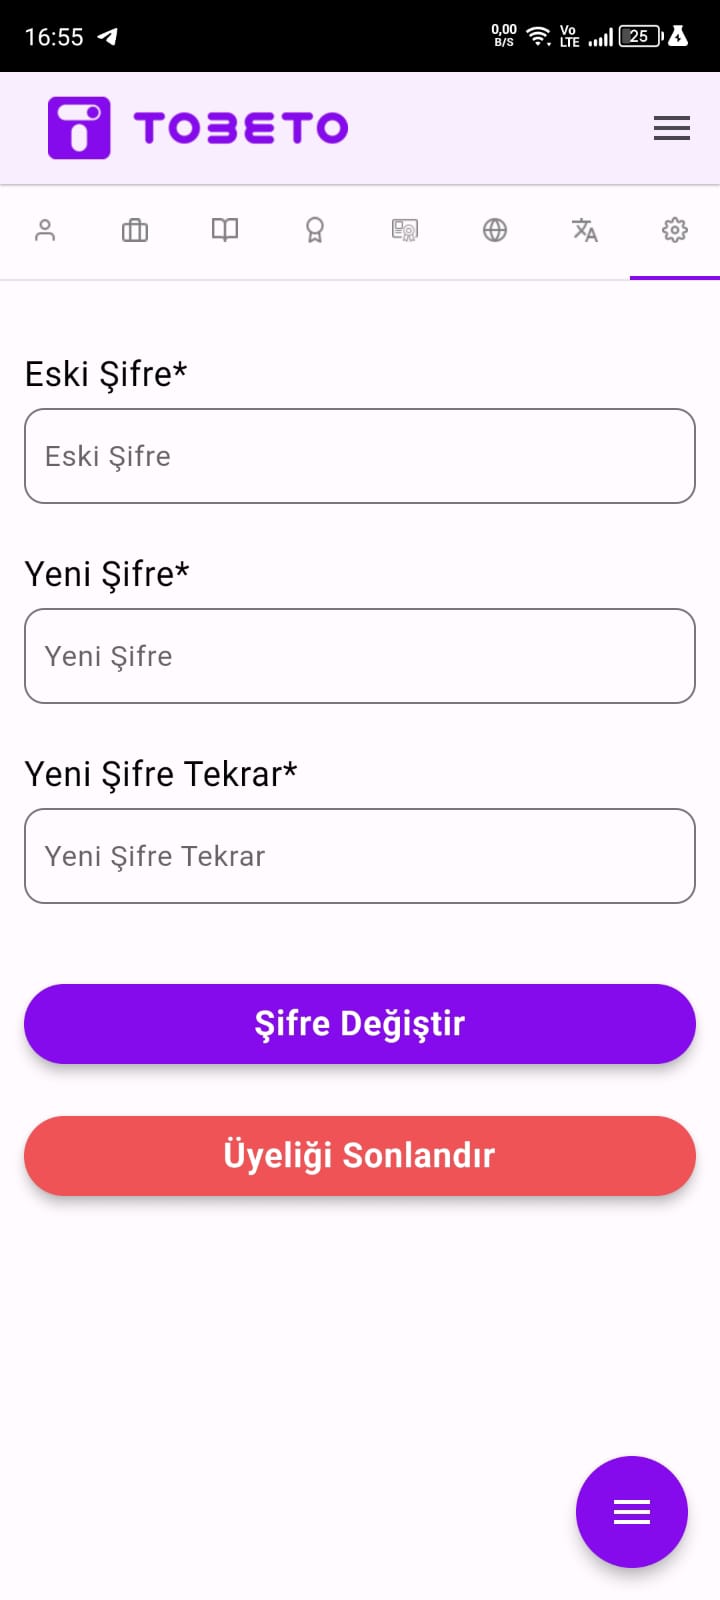 16:55
0,00
B/S
Vo
LTE
25
TOBETO
Eski Şifre*
Eski Şifre
Yeni Şifre*
Yeni Şifre
Yeni Şifre Tekrar*
Yeni Şifre Tekrar
Şifre Değiştir
Üyeliği Sonlandır